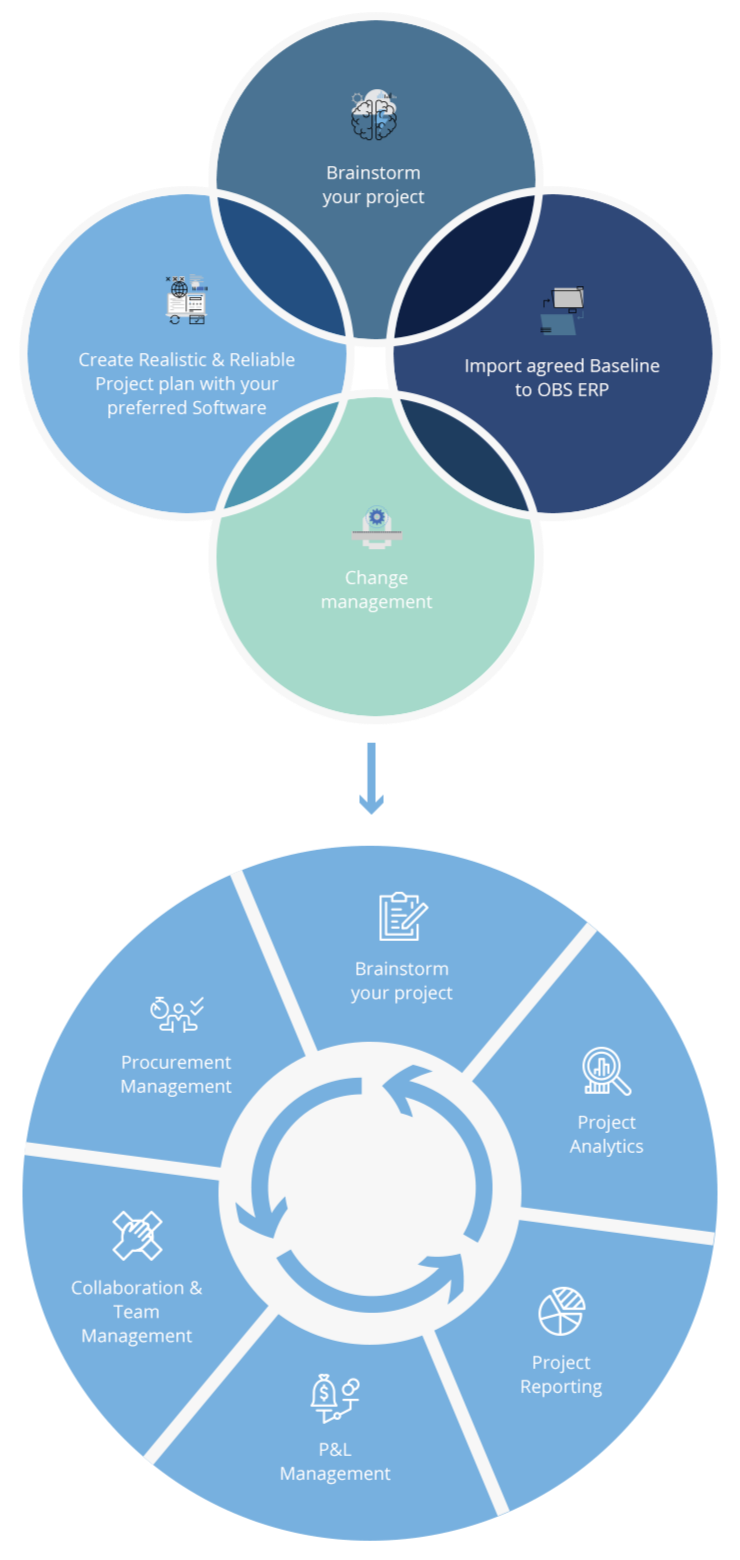 Brainstorm
your project
Create Realistic & Reliable
Project plan with your
preferred Software
Import agreed Baseline
to OBS ERP
Change
management
Brainstorm
your project
Procurement
Management
Project
Analytics
Collaboration &
Team
Management
Project
Reporting
$
P&L
Management